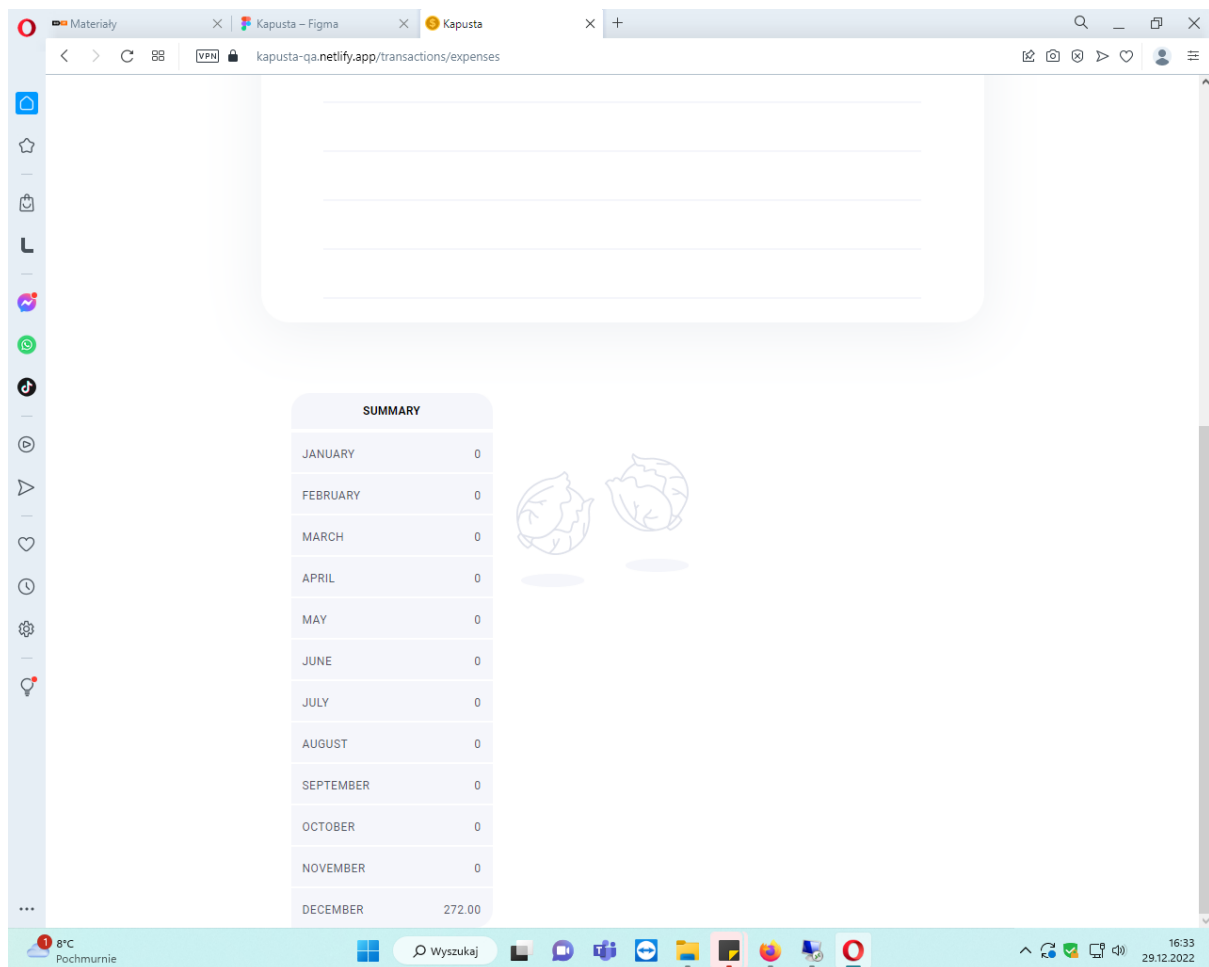 Materiały
Kapusta – Figma
Kapusta
VPN
kapusta-qa.netlify.app/transactions/expenses
SUMMARY
JANUARY 0
FEBRUARY 0
MARCH 0
APRIL 0
MAY 0
JUNE 0
JULY 0
AUGUST 0
SEPTEMBER 0
OCTOBER 0
NOVEMBER 0
DECEMBER 272.00
1
8°C
Pochmurnie
Wyszukaj
16:33
29.12.2022